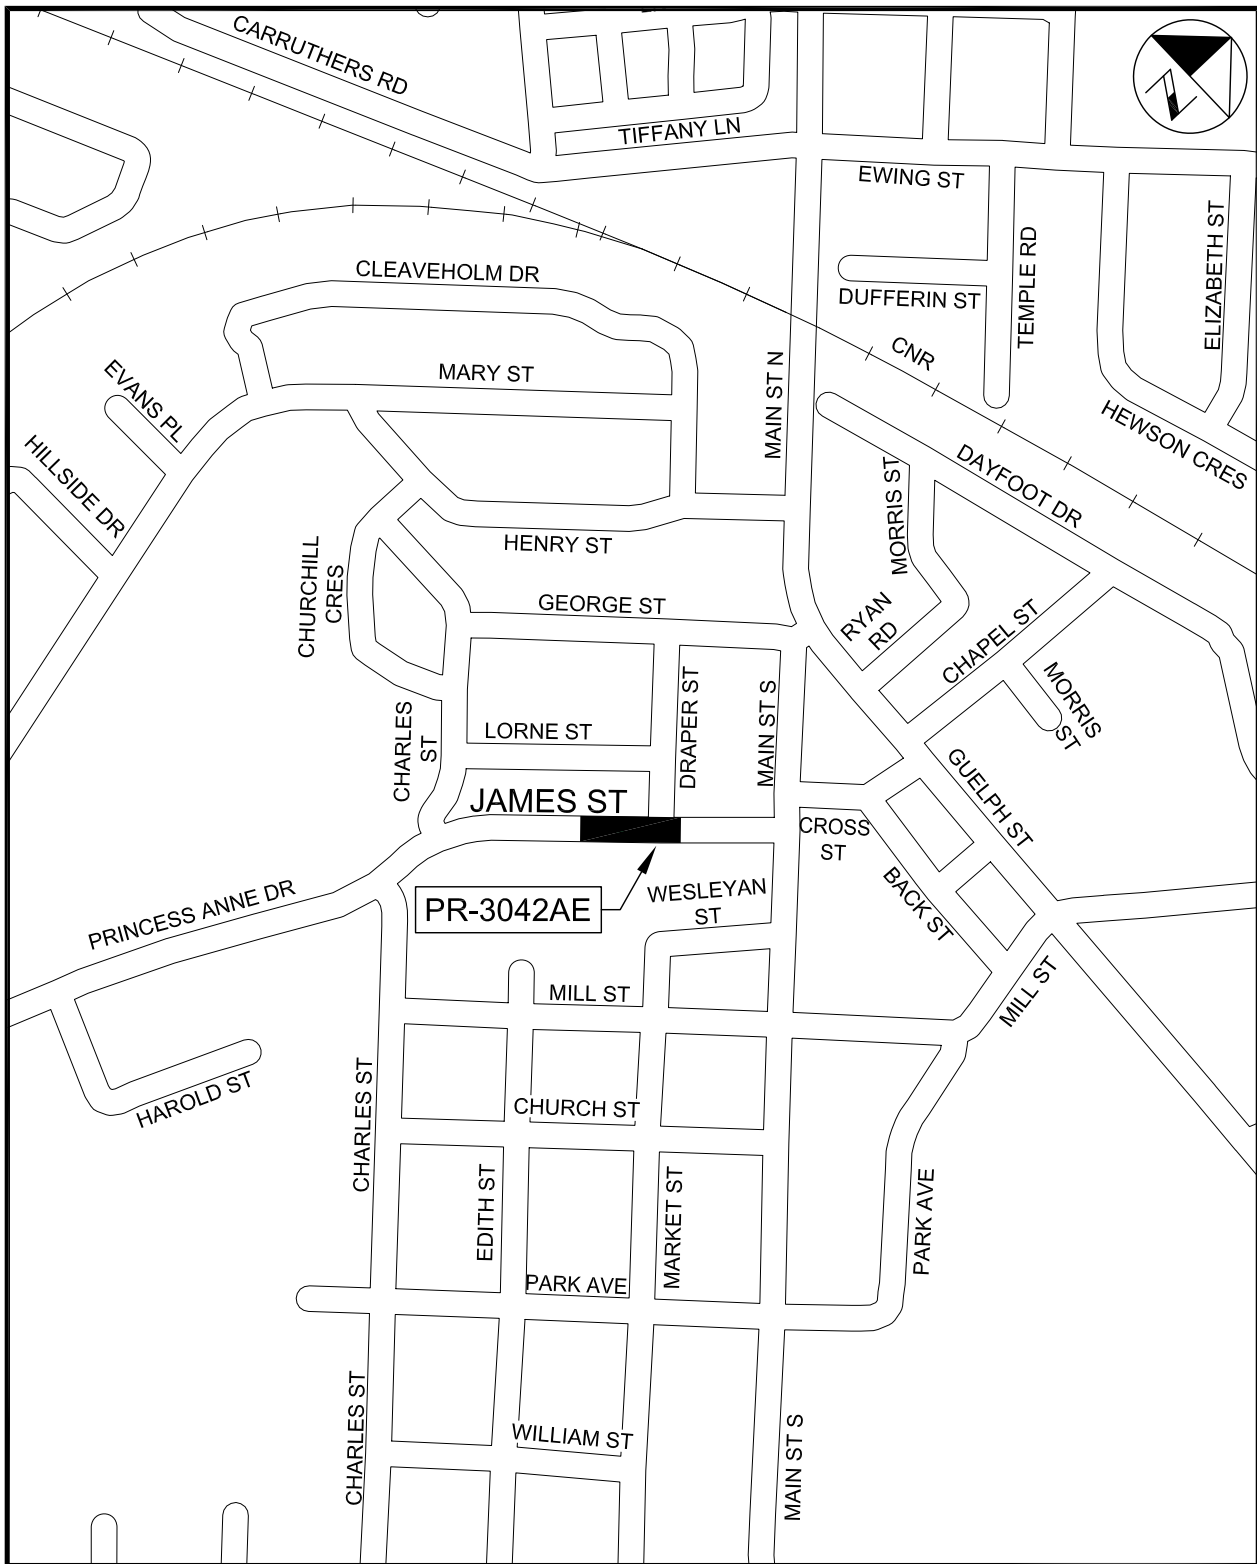 CARRUTHERS RD
TIFFANY LN
EWING ST
ELIZABETH ST
TEMPLE RD
CLEAVEHOLM DR
DUFFERIN ST
CNR
MAIN ST N
MARY ST
EVANS PL
HEWSON CRES
HILLSIDE DR
DAYFOOT DR
MORRIS ST
HENRY ST
CHURCHILL
CRES
GEORGE ST
RYAN
RD
CHAPEL ST
MORRIS
ST
DRAPER ST
MAIN ST S
CHARLES
ST
LORNE ST
GUELPH ST
JAMES ST
CROSS
ST
BACK ST
WESLEYAN
ST
PR-3042AE
PRINCESS ANNE DR
MILL ST
MILL ST
HAROLD ST
CHARLES ST
CHURCH ST
EDITH ST
MARKET ST
PARK AVE
PARK AVE
CHARLES ST
WILLIAM ST
MAIN ST S